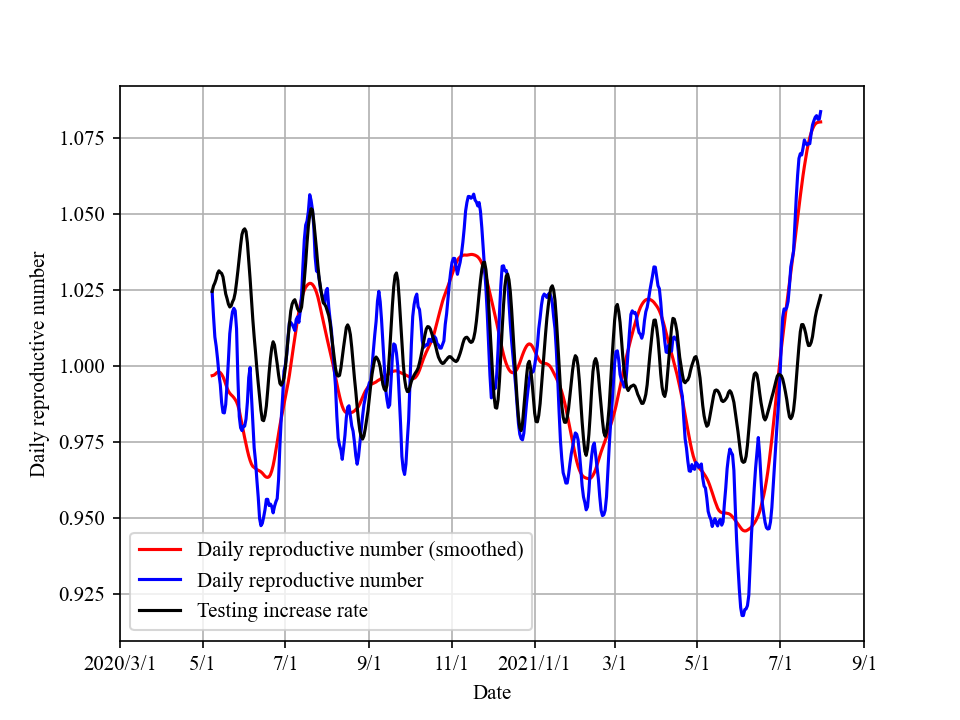 1.075
1.050
1.025
1.000
0.975
0.950
0.925
Daily reproductive number
Daily reproductive number (smoothed)
Daily reproductive number
Testing increase rate
2020/3/1 5/1 7/1 9/1 11/1 2021/1/1 3/1 5/1 7/1 9/1
Date